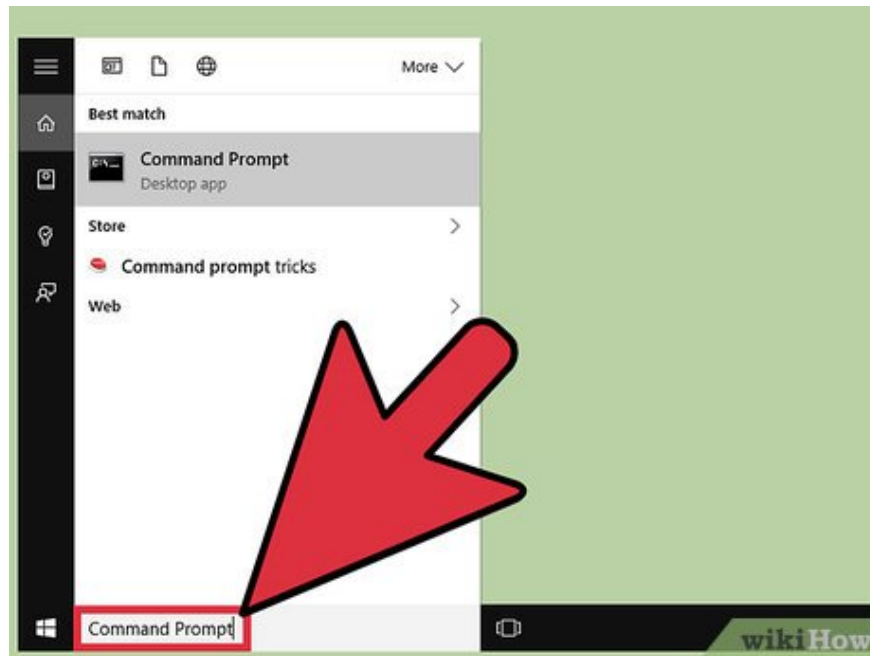 More
Best match
Command Prompt
Desktop app
Store
Command prompt tricks
Web
Command Prompt
wikiHow